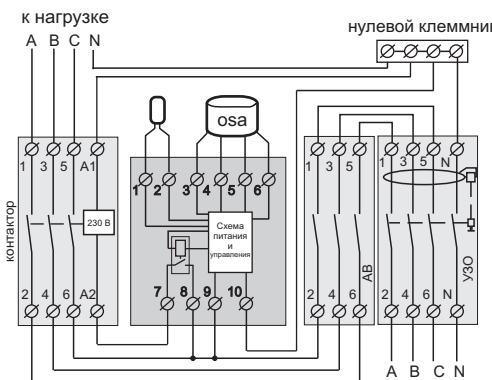 к нагрузке
нулевой клеммник
A B C N
osa
1 3 5 A1
1 2 3 4 5 6
1 3 5
1 3 5 N
контактор
230 В
Схема
питания
и
управления
АВ
УЗО
2 4 6 A2
7 8 9 10
2 4 6
2 4 6 N
A B C N